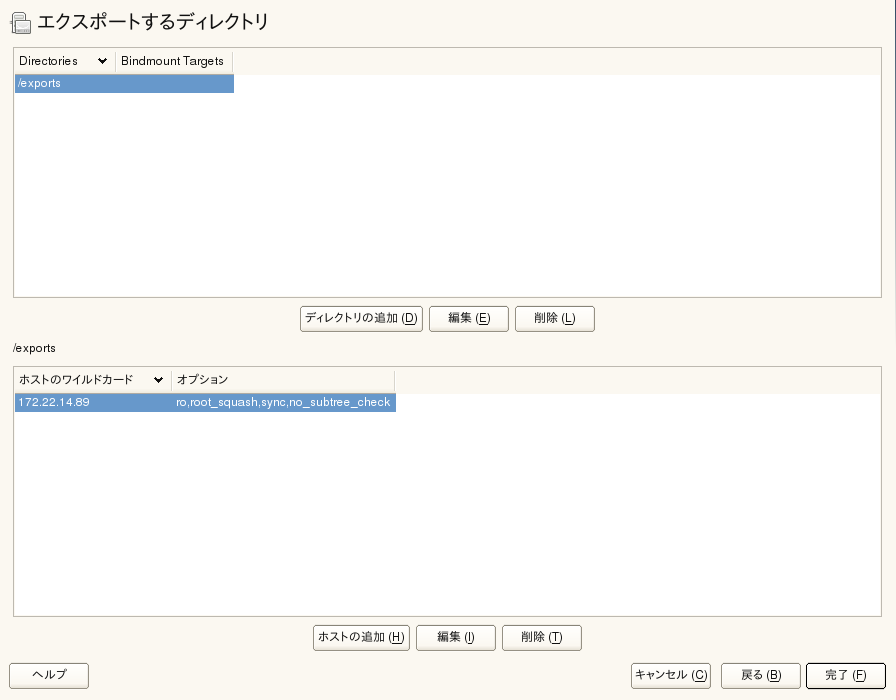 エクスポートするディレクトリ
Directories Bindmount Targets
/exports
ディレクトリの追加 (D) 編集 (E) 削除 (L)
/exports
ホストのワイルドカード オプション
172.22.14.89 ro,root_squash,sync,no_subtree_check
ホストの追加 (H) 編集 (I) 削除 (T)
ヘルプ キャンセル (C) 戻る (B) 完了 (F)